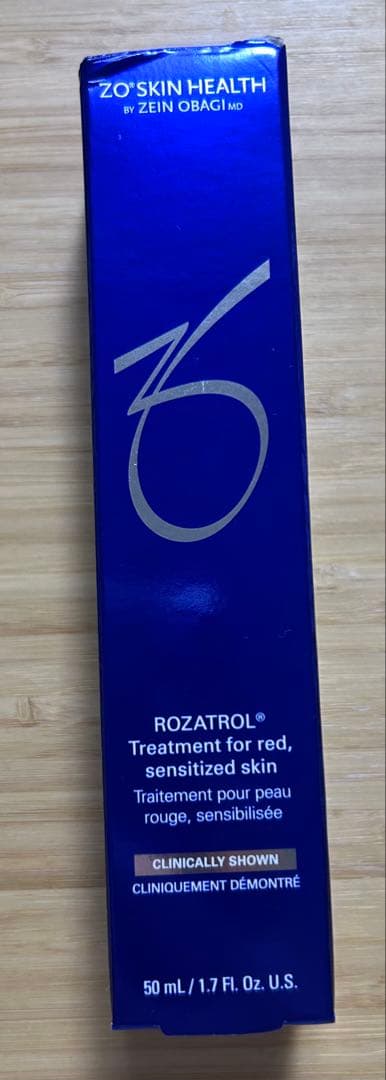 ZO® SKIN HEALTH
BY ZEIN OBAGI MD
ZO
ROZATROL®
Treatment for red,
sensitized skin
Traitement pour peau
rouge, sensibilisée
CLINICALLY SHOWN
CLINIQUEMENT DÉMONTRÉ
50 mL / 1.7 Fl. Oz. U.S.